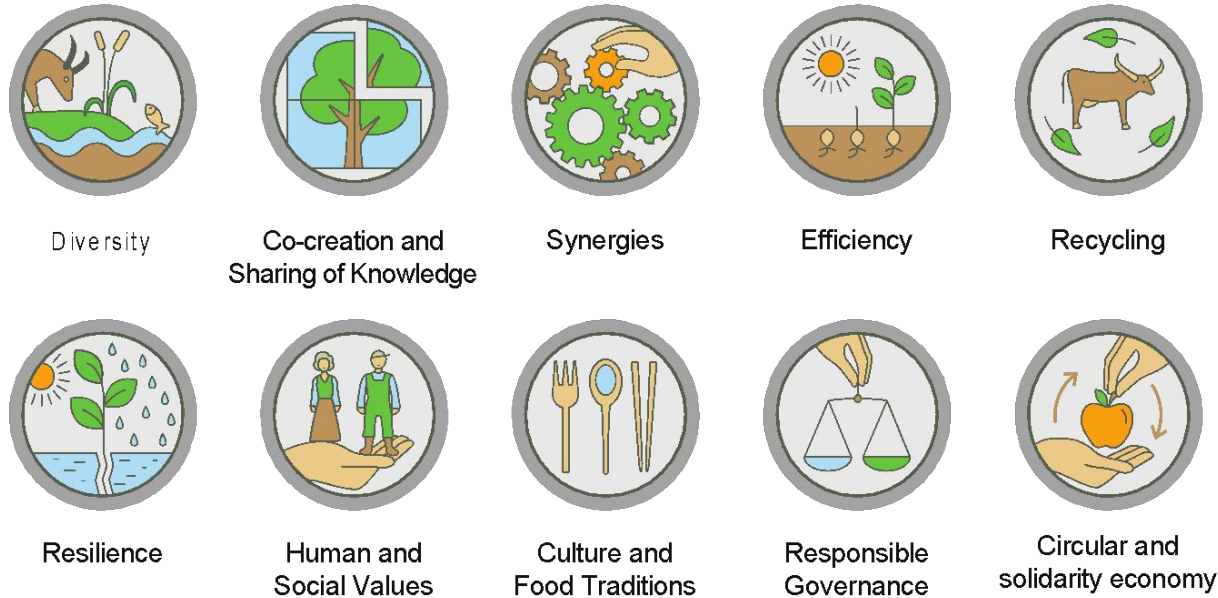 Diversity
Co-creation and
Sharing of Knowledge
Synergies
Efficiency
Recycling
Resilience
Human and
Social Values
Culture and
Food Traditions
Responsible
Governance
Circular and
solidarity economy